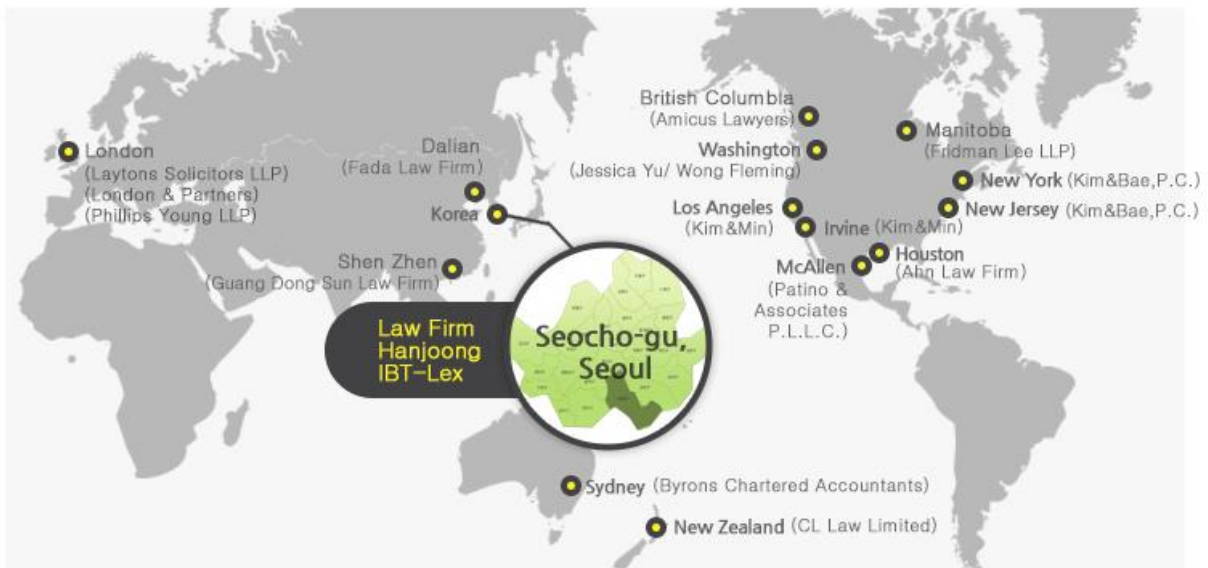 British Columbia
(Amicus Lawyers)
Manitoba
(Fridman Lee LLP)
London
(Laytons Solicitors LLP)
(London & Partners)
(Phillips Young LLP)
Dalian
(Fada Law Firm)
Washington
(Jessica Yu/ Wong Fleming)
New York (Kim&Bae,P.C.)
Korea
Los Angeles
(Kim&Min)
New Jersey (Kim&Bae,P.C.)
Irvine (Kim&Min)
Shen Zhen
(Guang Dong Sun Law Firm)
Houston
(Ahn Law Firm)
McAllen
(Patino &
Associates
P.L.L.C.)
Law Firm
Hanjoong
IBT-Lex
Seocho-gu,
Seoul
Sydney (Byrons Chartered Accountants)
New Zealand (CL Law Limited)